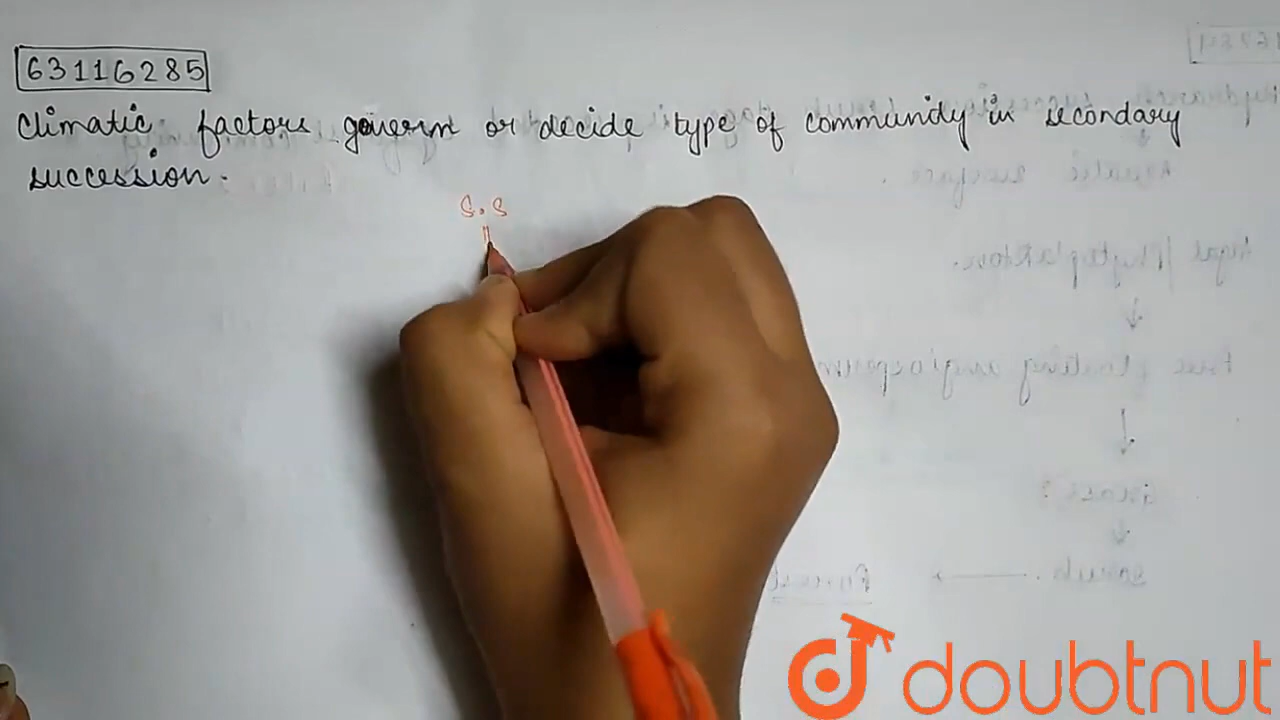 63116285
Climatic factors govern or decide type of community in secondary
succession.
S.S
doubtnut